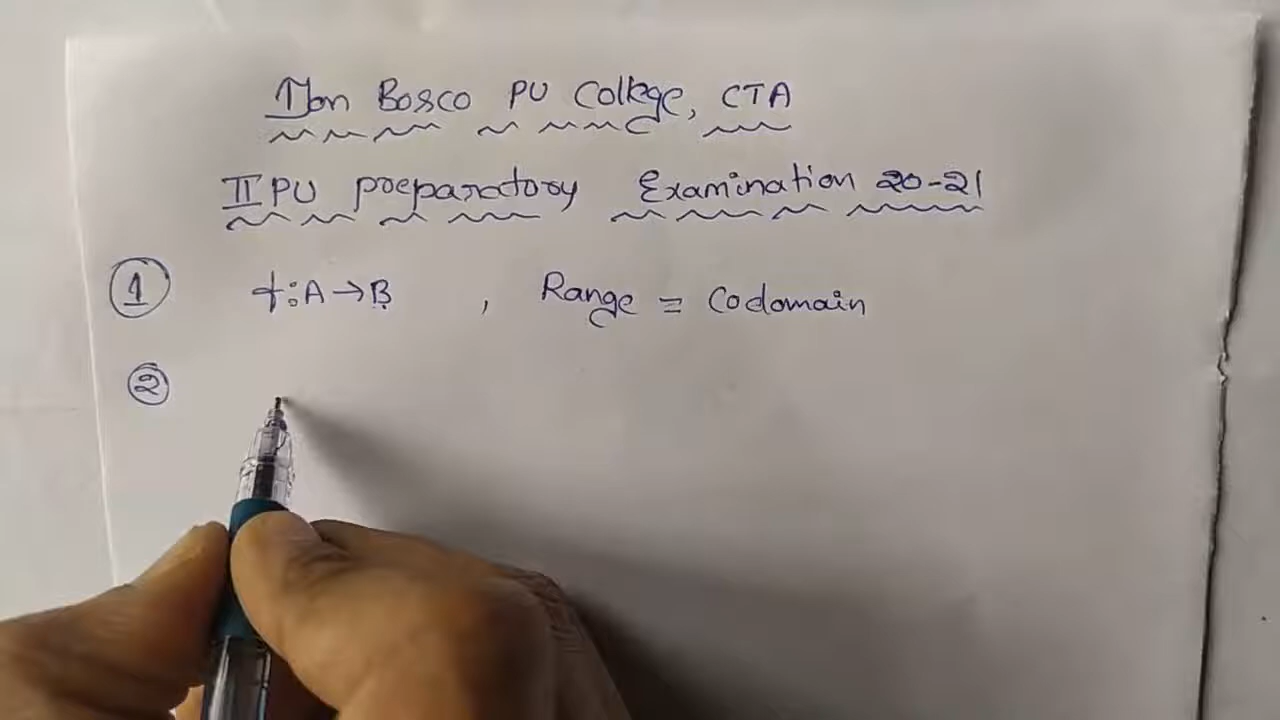 Don Bosco PU College, CTA
II PU preparatory Examination 20-21
1 f:A→B , Range = Codomain
2